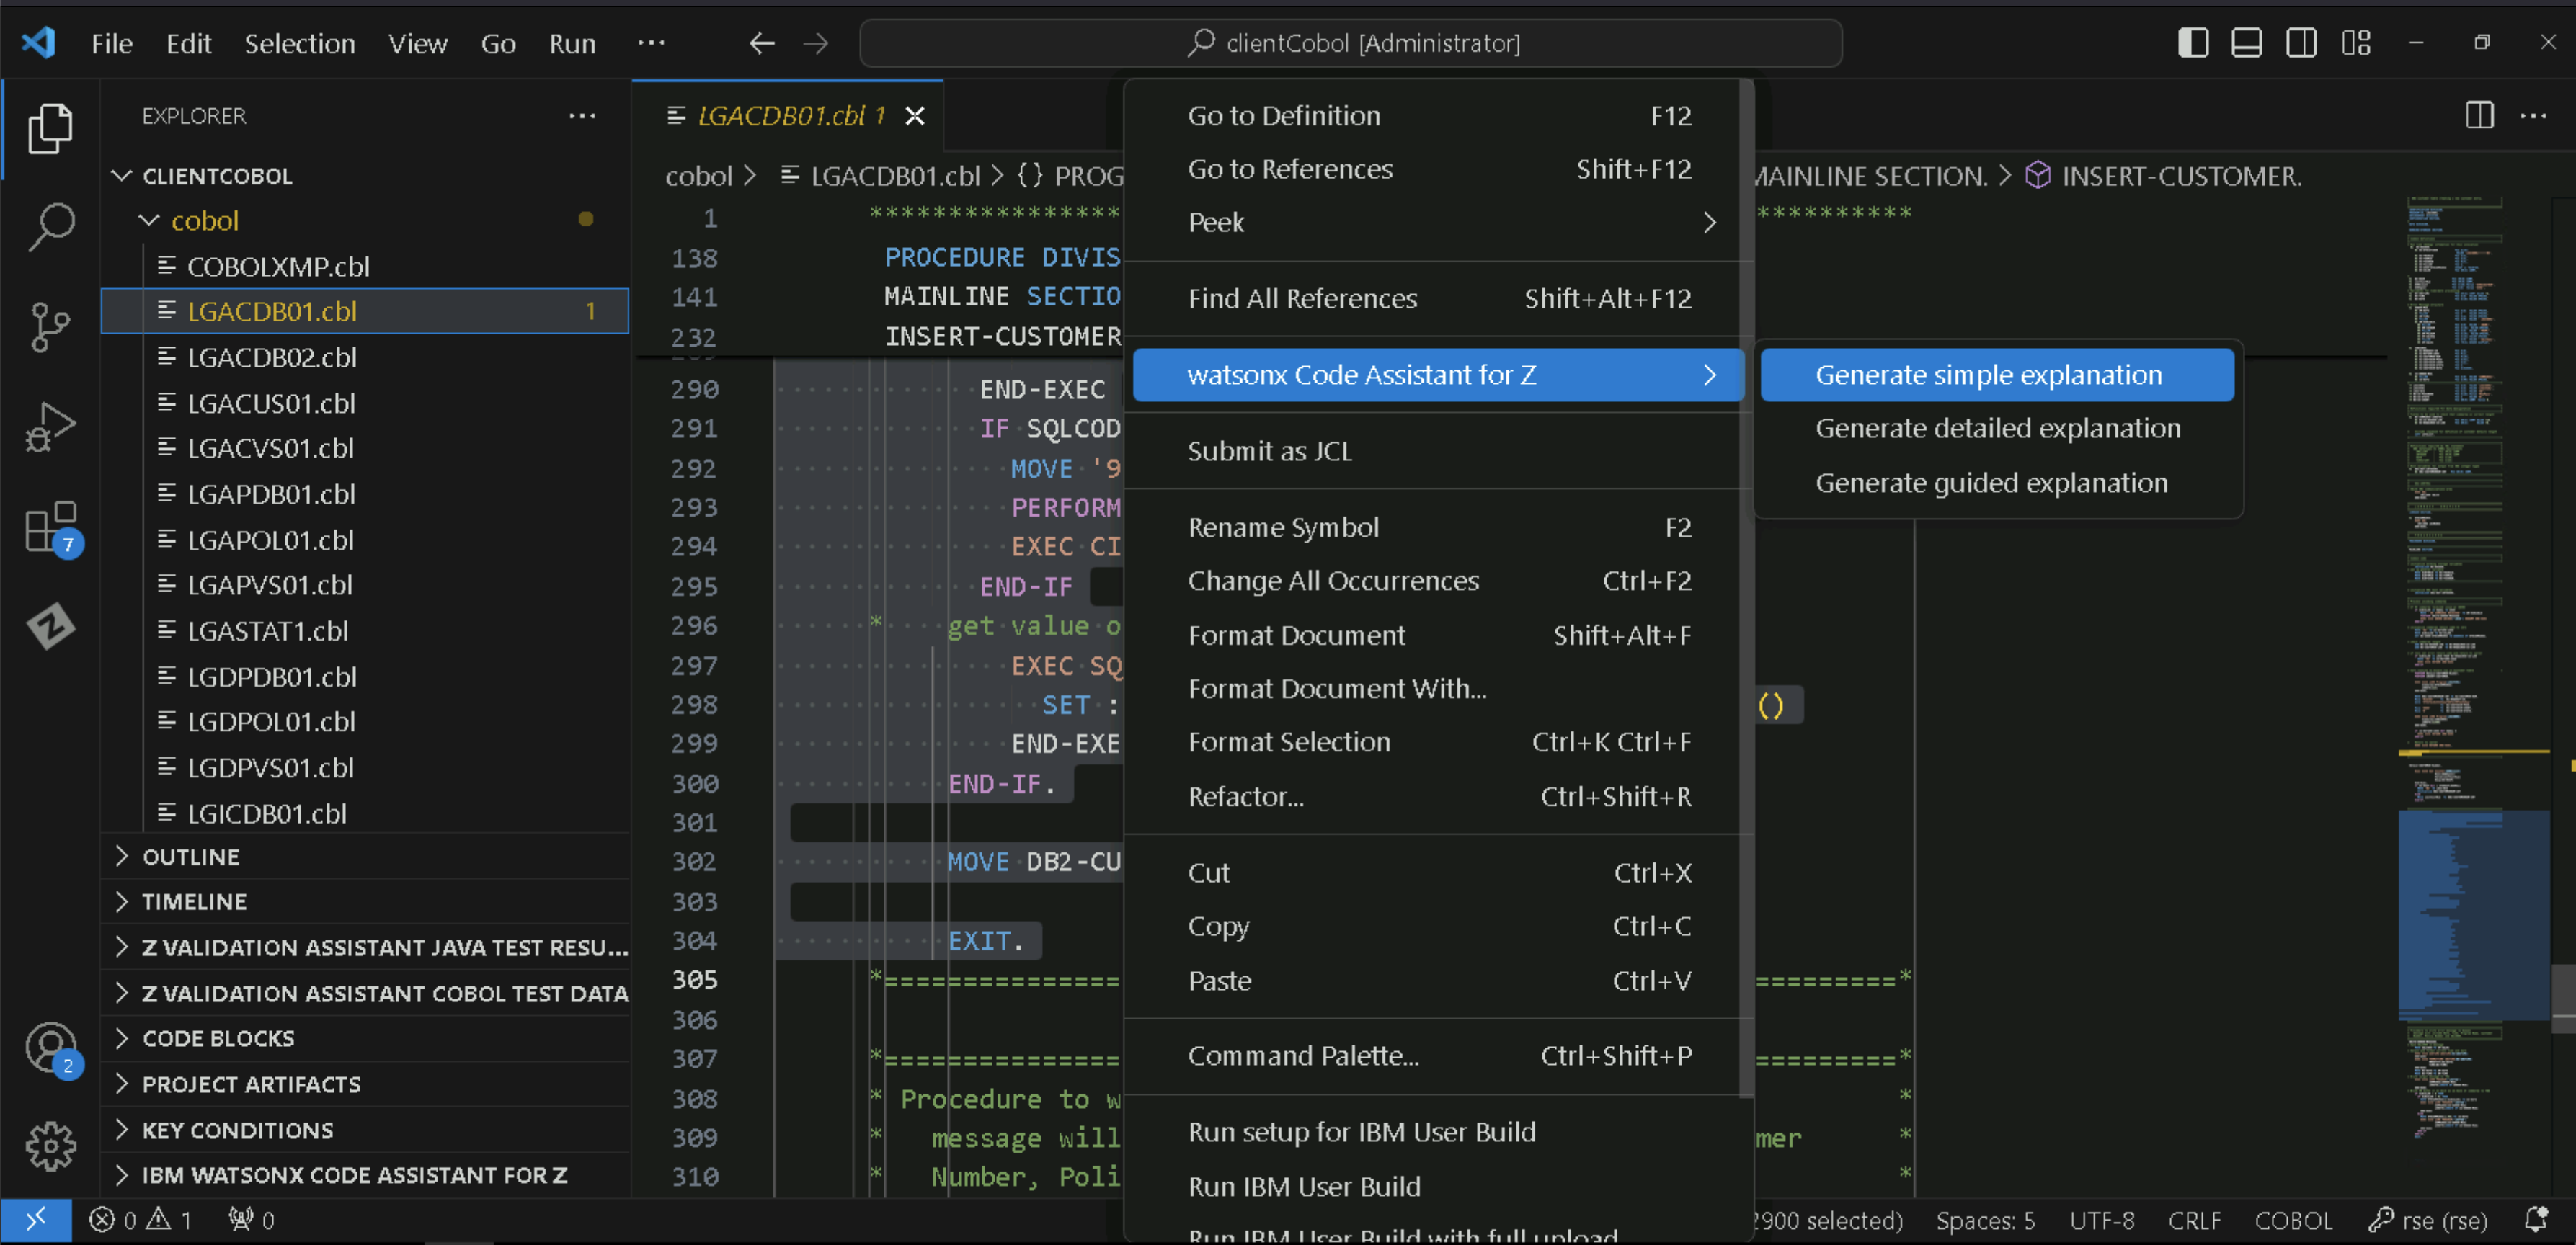 File Edit Selection View Go Run ··· clientCobol [Administrator]
EXPLORER ···
CLIENTCOBOL
cobol
COBOLXMP.cbl
LGACDB01.cbl 1
LGACDB02.cbl
LGACUS01.cbl
LGACVS01.cbl
LGAPDB01.cbl
LGAPOL01.cbl
LGAPVS01.cbl
LGASTAT1.cbl
LGDPDB01.cbl
LGDPOL01.cbl
LGDPVS01.cbl
LGICDB01.cbl
OUTLINE
TIMELINE
Z VALIDATION ASSISTANT JAVA TEST RESU...
Z VALIDATION ASSISTANT COBOL TEST DATA
CODE BLOCKS
PROJECT ARTIFACTS
KEY CONDITIONS
IBM WATSONX CODE ASSISTANT FOR Z
7
2
LGACDB01.cbl 1
cobol > LGACDB01.cbl > {} PROG
MAINLINE SECTION. > INSERT-CUSTOMER.
1 **************** **********
138 PROCEDURE DIVIS
141 MAINLINE SECTIO
232 INSERT-CUSTOMER
290 END-EXEC
291 IF SQLCOD
292 MOVE '9
293 PERFORM
294 EXEC CI
295 END-IF
296 * get value o
297 EXEC SQ
298 SET : ()
299 END-EXE
300 END-IF.
301
302 MOVE DB2-CU
303
304 EXIT.
305 *=============== =========*
306
307 *=============== =========*
308 * Procedure to w *
309 * message will mer *
310 * Number, Poli *
Go to Definition F12
Go to References Shift+F12
Peek
Find All References Shift+Alt+F12
watsonx Code Assistant for Z
Submit as JCL
Rename Symbol F2
Change All Occurrences Ctrl+F2
Format Document Shift+Alt+F
Format Document With...
Format Selection Ctrl+K Ctrl+F
Refactor... Ctrl+Shift+R
Cut Ctrl+X
Copy Ctrl+C
Paste Ctrl+V
Command Palette... Ctrl+Shift+P
Run setup for IBM User Build
Run IBM User Build
Run IBM User Build with full upload
Generate simple explanation
Generate detailed explanation
Generate guided explanation
0 1 0 2900 selected) Spaces: 5 UTF-8 CRLF COBOL rse (rse)